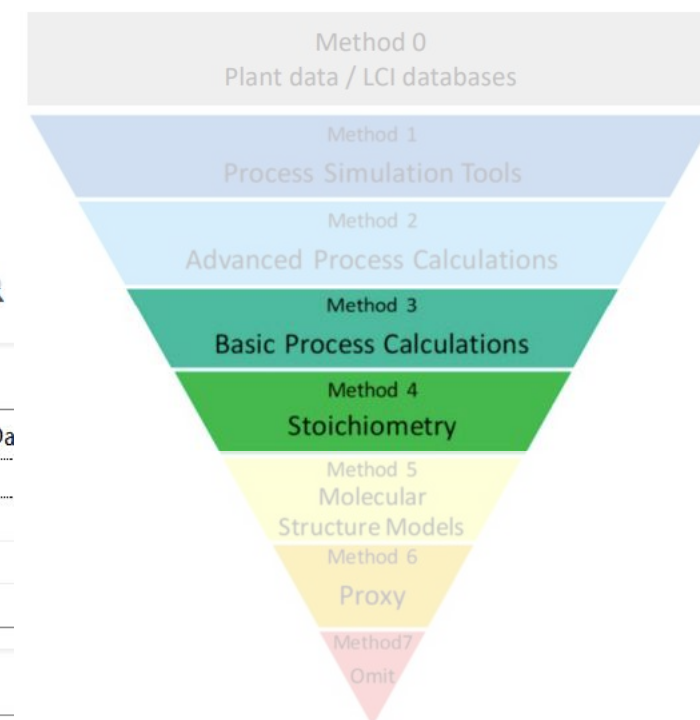 Method 0
Plant data / LCI databases
Method 1
Process Simulation Tools
Method 2
Advanced Process Calculations
Method 3
Basic Process Calculations
Method 4
Stoichiometry
Method 5
Molecular
Structure Models
Method 6
Proxy
Method7
Omit